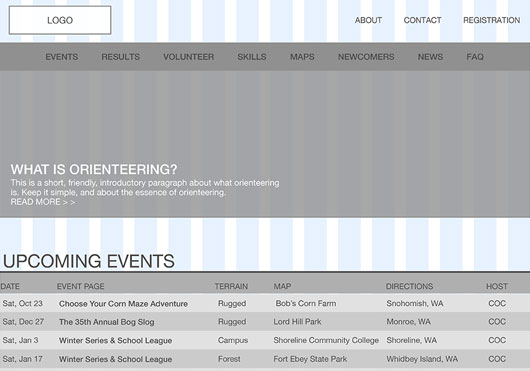 LOGO ABOUT CONTACT REGISTRATION
EVENTS RESULTS VOLUNTEER SKILLS MAPS NEWCOMERS NEWS FAQ
WHAT IS ORIENTEERING?
This is a short, friendly, introductory paragraph about what orienteering
is. Keep it simple, and about the essence of orienteering.
READ MORE > >
UPCOMING EVENTS
DATE EVENT PAGE TERRAIN MAP DIRECTIONS HOST
Sat, Oct 23 Choose Your Corn Maze Adventure Rugged Bob's Corn Farm Snohomish, WA COC
Sat, Dec 27 The 35th Annual Bog Slog Rugged Lord Hill Park Monroe, WA COC
Sat, Jan 3 Winter Series & School League Campus Shoreline Community College Shoreline, WA COC
Sat, Jan 17 Winter Series & School League Forest Fort Ebey State Park Whidbey Island, WA COC